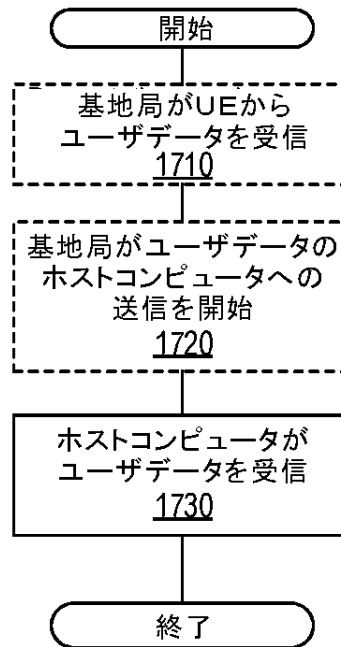 開始
基地局がUEから
ユーザデータを受信
1710
基地局がユーザデータの
ホストコンピュータへの
送信を開始
1720
ホストコンピュータが
ユーザデータを受信
1730
終了